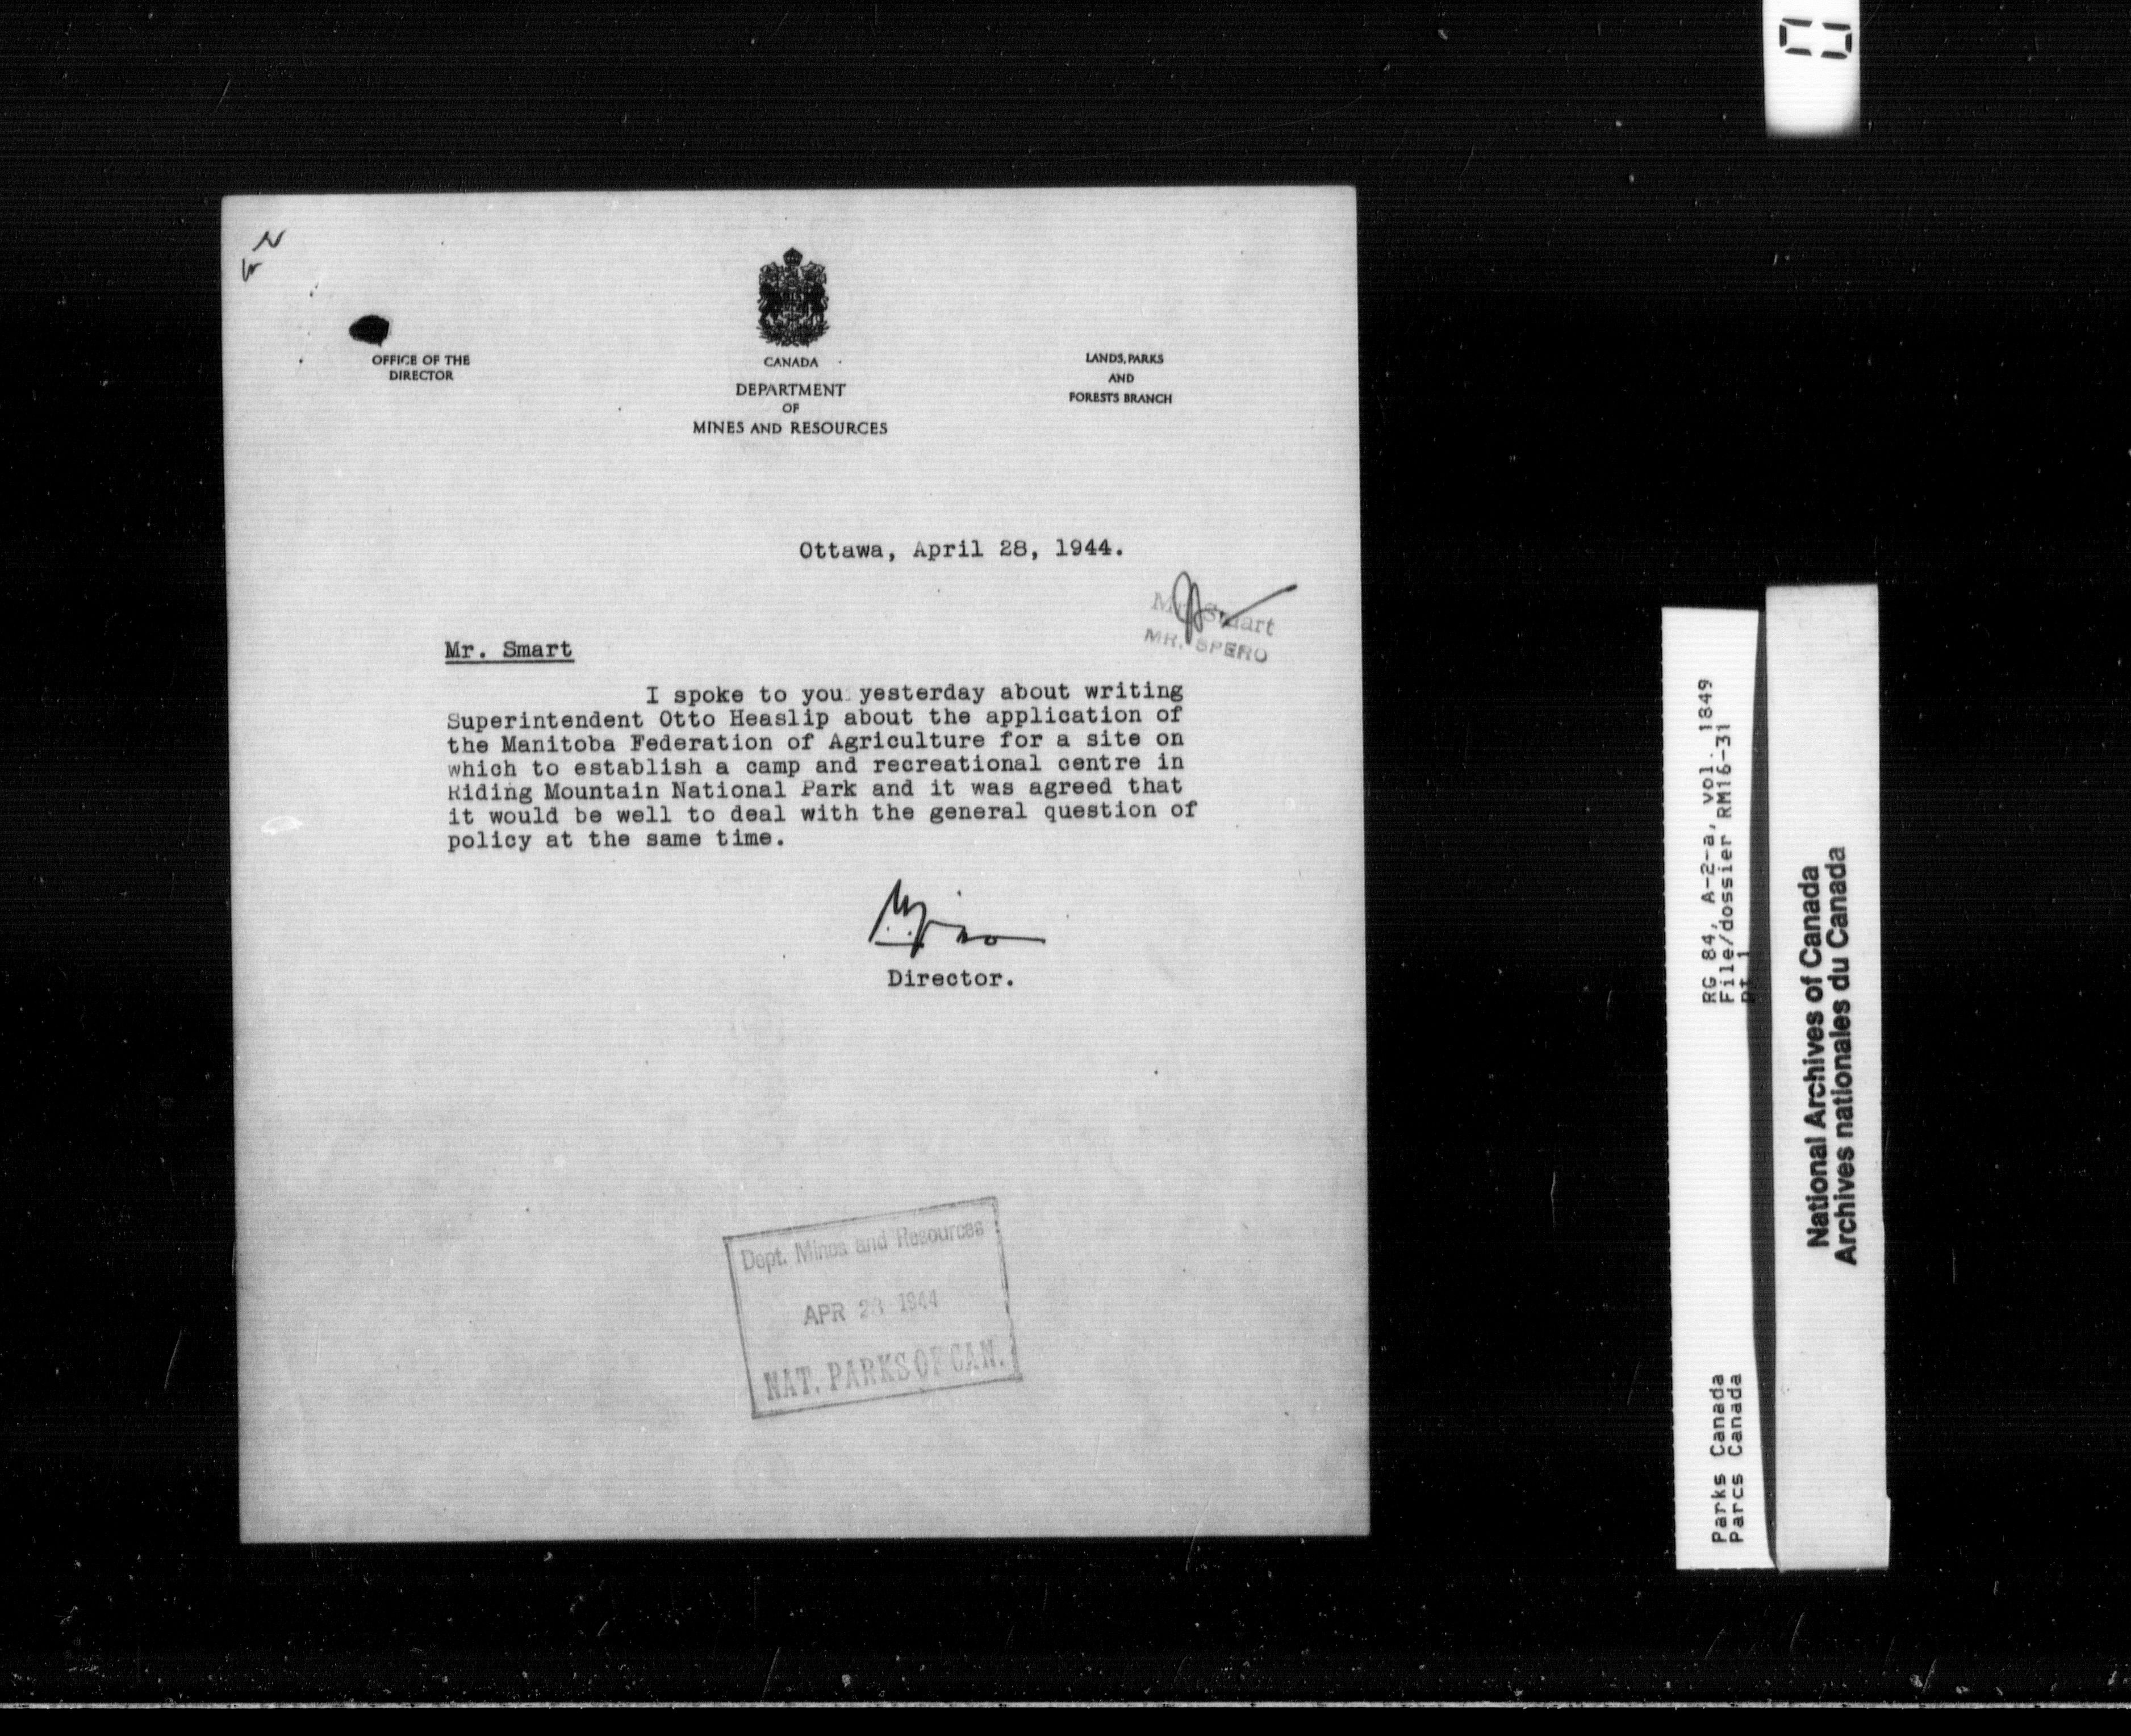 OFFICE OF THE
DIRECTOR
CANADA
DEPARTMENT
OF
MINES AND RESOURCES
LANDS, PARKS
AND
FORESTS BRANCH
Ottawa, April 28, 1944.
Mr. Smart
MR. SPERO
Mr. Smart
I spoke to you yesterday about writing
Superintendent Otto Heaslip about the application of
the Manitoba Federation of Agriculture for a site on
which to establish a camp and recreational centre in
Riding Mountain National Park and it was agreed that
it would be well to deal with the general question of
policy at the same time.
Director.
Dept. Mines and Resources
APR 28 1944
NAT. PARKS OF CAN.
RG 84, A-2-a, vol. 1849
File/dossier RM16-31
pt 1
Parks Canada
Parcs Canada
National Archives of Canada
Archives nationales du Canada